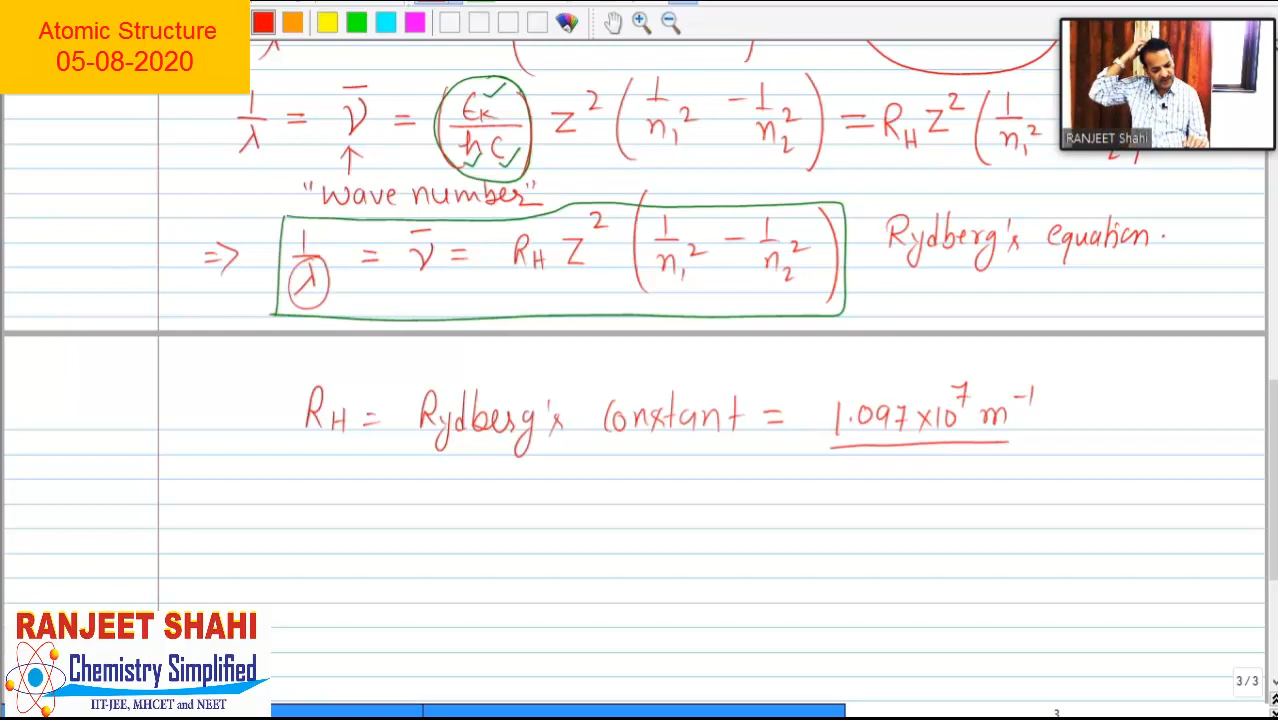 Atomic Structure
05-08-2020
λ
1/λ = ν̄ = (εK/hc) Z² (1/n₁² − 1/n₂²) = R_H Z² (1/n₁²
"wave number"
RANJEET Shahi
⇒ 1/λ = ν̄ = R_H Z² (1/n₁² − 1/n₂²) Rydberg's equation.
R_H = Rydberg's constant = 1.097×10⁷ m⁻¹
RANJEET SHAHI
Chemistry Simplified
IIT-JEE, MHCET and NEET
3/3
3